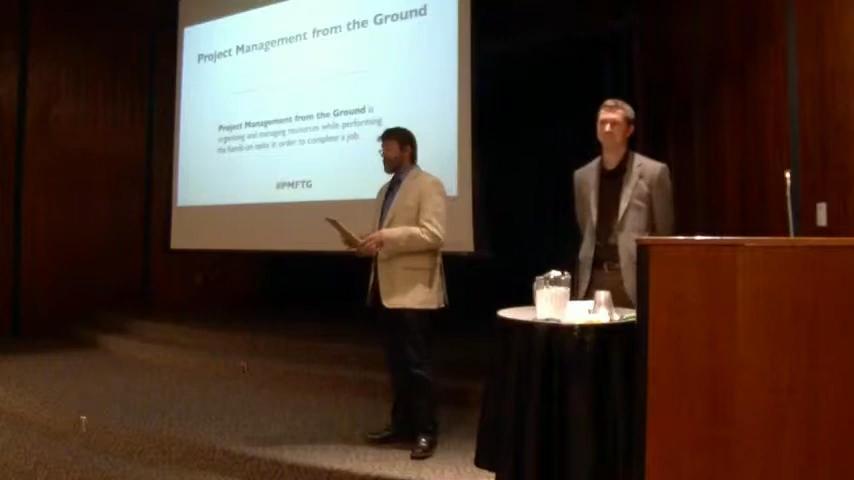 Project Management from the Ground
Project Management from the Ground is
organizing and managing resources while performing
the hands-on tasks in order to complete a job.
#PMFTG